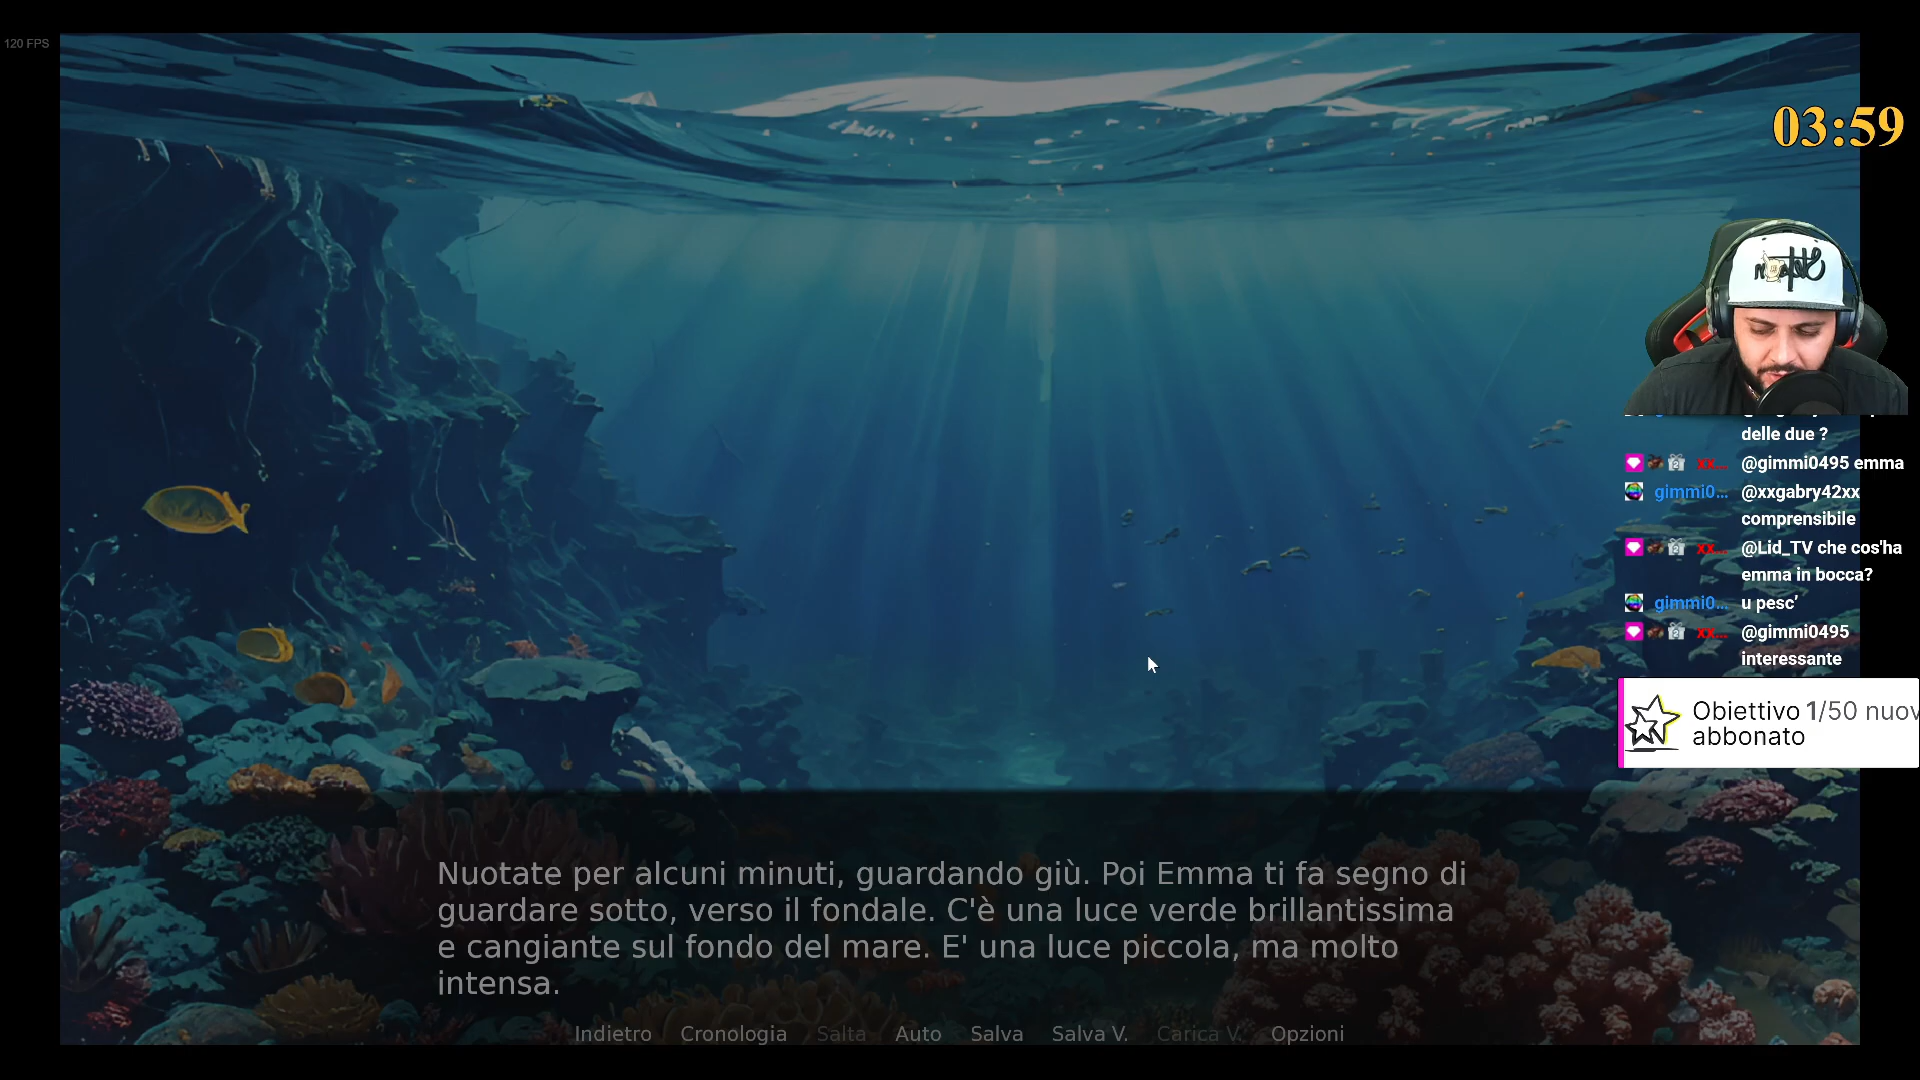 120 FPS
03:59
delle due ?
xx... @gimmi0495 emma
gimmi0... @xxgabry42xx
comprensibile
xx... @Lid_TV che cos'ha
emma in bocca?
gimmi0... u pesc'
xx... @gimmi0495
interessante
Obiettivo 1/50 nuov
abbonato
Nuotate per alcuni minuti, guardando giù. Poi Emma ti fa segno di
guardare sotto, verso il fondale. C'è una luce verde brillantissima
e cangiante sul fondo del mare. E' una luce piccola, ma molto
intensa.
Indietro Cronologia Salta Auto Salva Salva V. Carica V. Opzioni